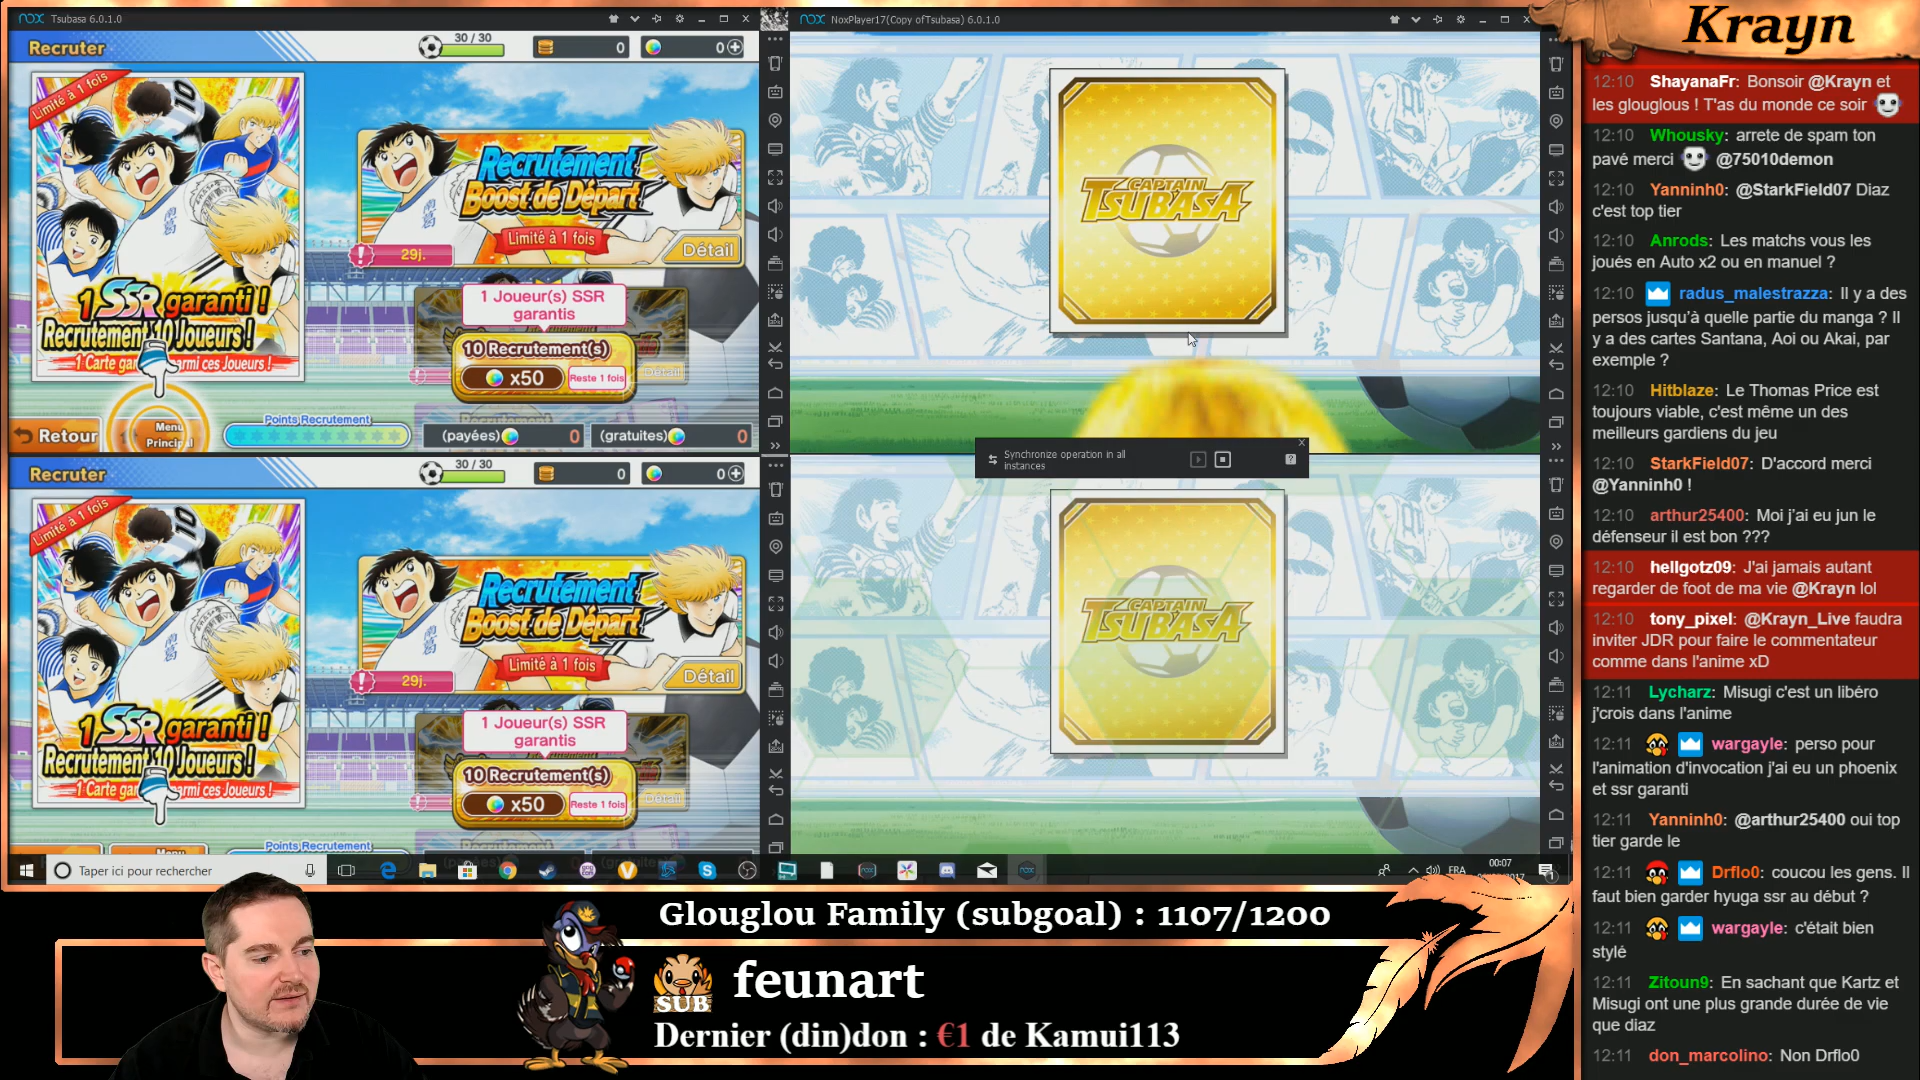 nox Tsubasa 6.0.1.0
Recruter
30 / 30
0
0
Limité à 1 fois
10
1 SSR garanti !
Recrutement 10 Joueurs !
Recrutement
Boost de Départ
Limité à 1 fois
29j.
Détail
1 Joueur(s) SSR
garantis
10 Recrutement(s)
x50
Reste 1 fois
Détail
Retour
Menu
Principal
Points Recrutement
(payées) 0
(gratuites) 0
nox NoxPlayer17(Copy ofTsubasa) 6.0.1.0
CAPTAIN
TSUBASA
Synchronize operation in all
instances
Recruter
30 / 30
0
0
Limité à 1 fois
10
1 SSR garanti !
Recrutement 10 Joueurs !
Recrutement
Boost de Départ
Limité à 1 fois
29j.
Détail
1 Joueur(s) SSR
garantis
10 Recrutement(s)
x50
Reste 1 fois
Détail
Menu
Points Recrutement
CAPTAIN
TSUBASA
Taper ici pour rechercher
FRA
00:07
Krayn
12:10 ShayanaFr: Bonsoir @Krayn et
les glouglous ! T'as du monde ce soir
12:10 Whousky: arrete de spam ton
pavé merci @75010demon
12:10 Yanninh0: @StarkField07 Diaz
c'est top tier
12:10 Anrods: Les matchs vous les
joués en Auto x2 ou en manuel ?
12:10 radus_malestrazza: Il y a des
persos jusqu'à quelle partie du manga ? Il
y a des cartes Santana, Aoi ou Akai, par
exemple ?
12:10 Hitblaze: Le Thomas Price est
toujours viable, c'est même un des
meilleurs gardiens du jeu
12:10 StarkField07: D'accord merci
@Yanninh0 !
12:10 arthur25400: Moi j'ai eu jun le
défenseur il est bon ???
12:10 hellgotz09: J'ai jamais autant
regarder de foot de ma vie @Krayn lol
12:10 tony_pixel: @Krayn_Live faudra
inviter JDR pour faire le commentateur
comme dans l'anime xD
12:11 Lycharz: Misugi c'est un libéro
j'crois dans l'anime
12:11 wargayle: perso pour
l'animation d'invocation j'ai eu un phoenix
et ssr garanti
12:11 Yanninh0: @arthur25400 oui top
tier garde le
12:11 Drflo0: coucou les gens. Il
faut bien garder hyuga ssr au début ?
12:11 wargayle: c'était bien
stylé
12:11 Zitoun9: En sachant que Kartz et
Misugi ont une plus grande durée de vie
que diaz
12:11 don_marcolino: Non Drflo0
Glouglou Family (subgoal) : 1107/1200
SUB
feunart
Dernier (din)don : €1 de Kamui113